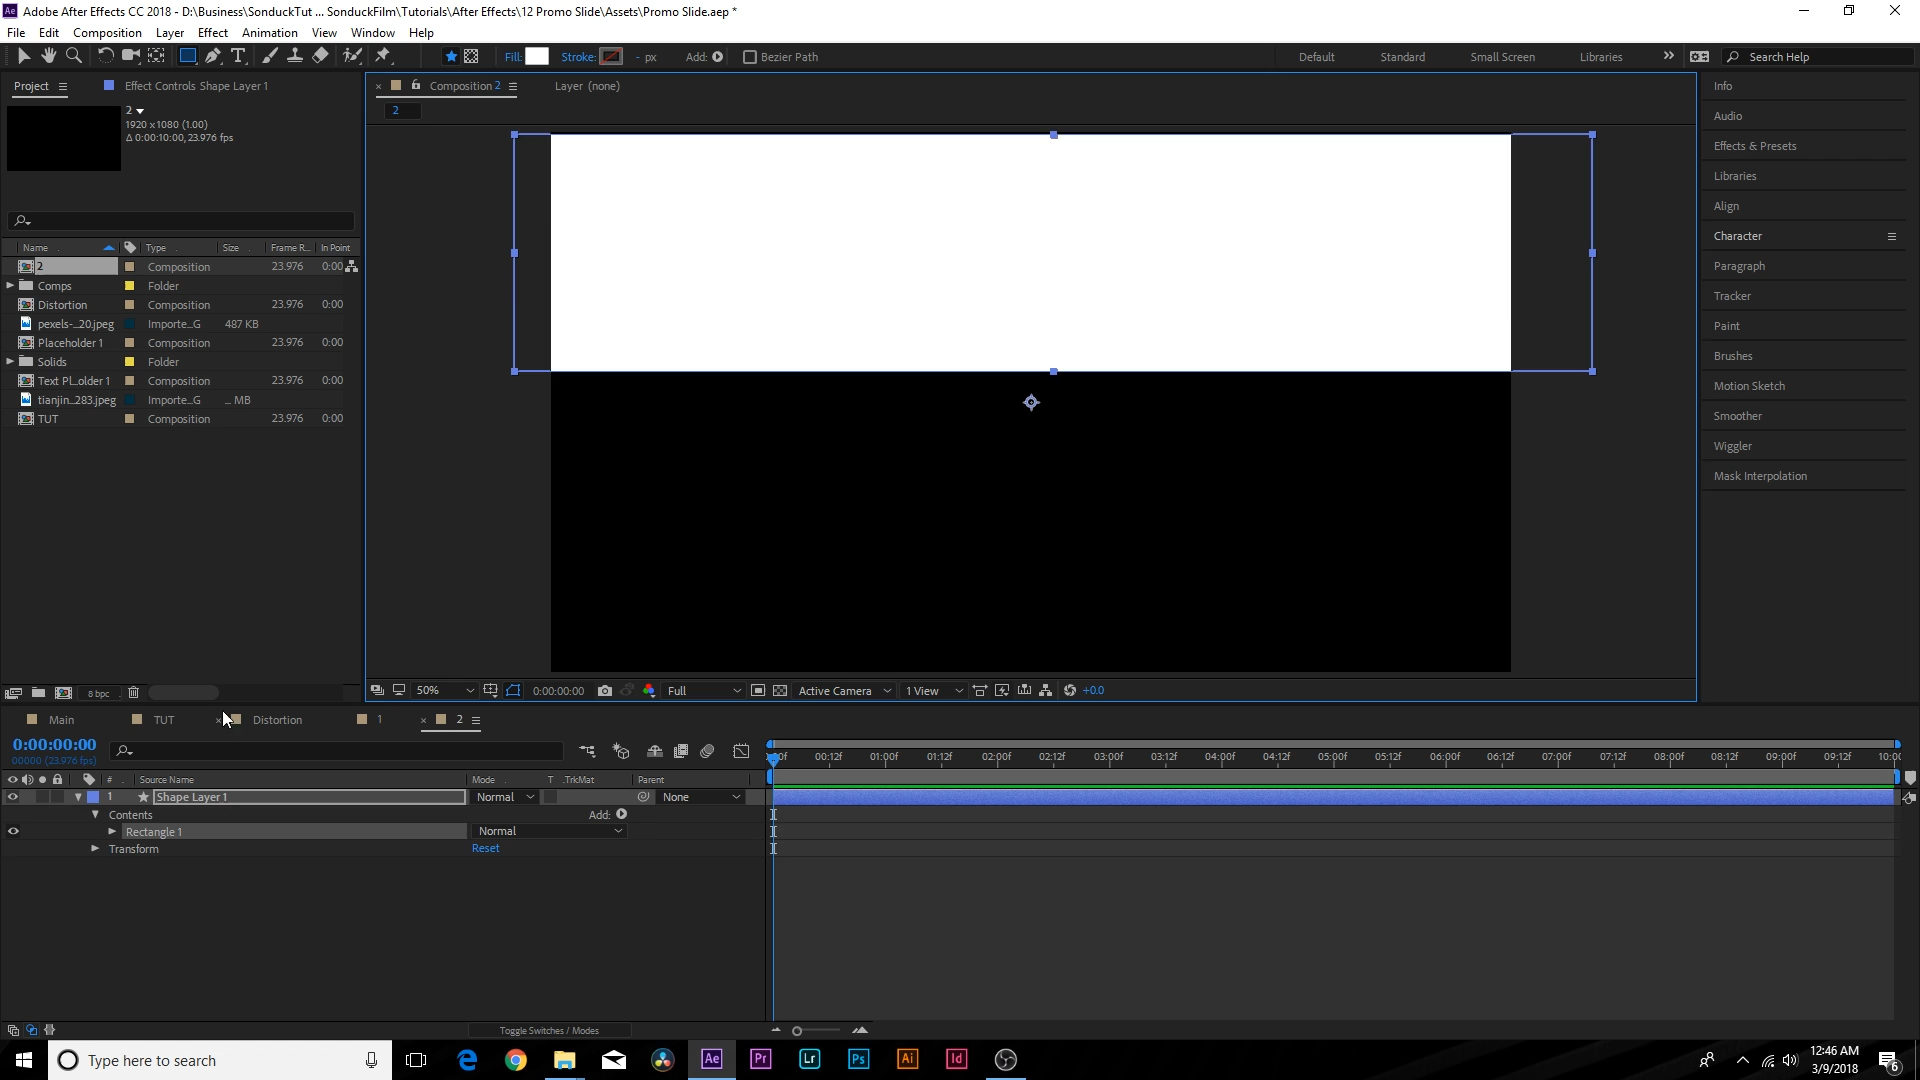 Adobe After Effects CC 2018 - D:\Business\SonduckTut ... SonduckFilm\Tutorials\After Effects\12 Promo Slide\Assets\Promo Slide.aep *
File Edit Composition Layer Effect Animation View Window Help
Fill: Stroke: - px Add: Bezier Path Default Standard Small Screen Libraries Search Help
Project Effect Controls Shape Layer 1 Composition 2 Layer (none) Info
2
1920 x 1080 (1.00)
Δ 0:00:10:00, 23.976 fps
2
Audio
Effects & Presets
Libraries
Align
Character
Paragraph
Tracker
Paint
Brushes
Motion Sketch
Smoother
Wiggler
Mask Interpolation
Name Type Size Frame R... In Point
2 Composition 23.976 0:00
Comps Folder
Distortion Composition 23.976 0:00
pexels-...20.jpeg Importe...G 487 KB
Placeholder 1 Composition 23.976 0:00
Solids Folder
Text Pl...older 1 Composition 23.976 0:00
tianjin...283.jpeg Importe...G ... MB
TUT Composition 23.976 0:00
8 bpc 50% 0:00:00:00 Full Active Camera 1 View +0.0
Main TUT Distortion 1 2
0:00:00:00
00000 (23.976 fps)
00:12f 01:00f 01:12f 02:00f 02:12f 03:00f 03:12f 04:00f 04:12f 05:00f 05:12f 06:00f 06:12f 07:00f 07:12f 08:00f 08:12f 09:00f 09:12f 10:00
# Source Name Mode T .TrkMat Parent
1 Shape Layer 1 Normal None
Contents Add:
Rectangle 1 Normal
Transform Reset
Toggle Switches / Modes
Type here to search Ae Pr Lr Ps Ai Id 12:46 AM
3/9/2018
6